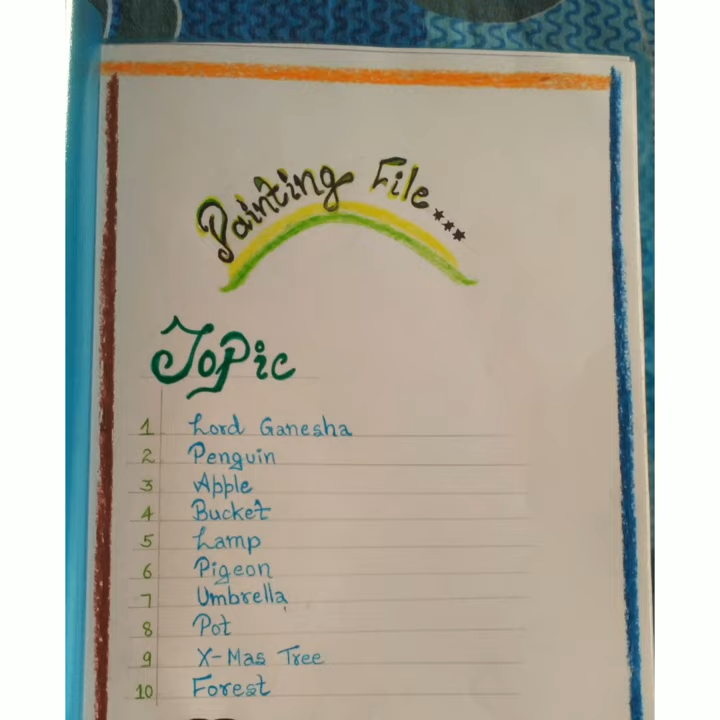 Painting File...
Topic
1 Lord Ganesha
2 Penguin
3 Apple
4 Bucket
5 Lamp
6 Pigeon
7 Umbrella
8 Pot
9 X-Mas Tree
10 Forest